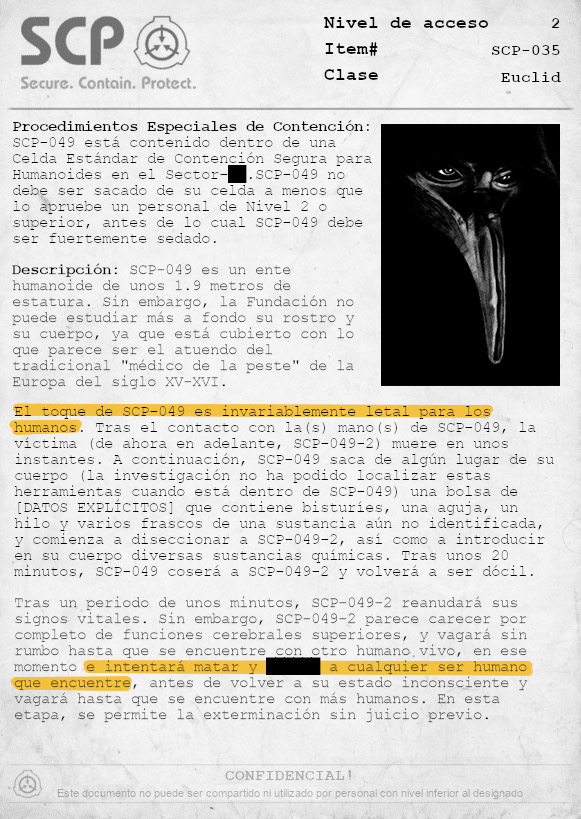 SCP
Secure. Contain. Protect.
Nivel de acceso 2
Item# SCP-035
Clase Euclid
Procedimientos Especiales de Contención:
SCP-049 está contenido dentro de una
Celda Estándar de Contención Segura para
Humanoides en el Sector-██.SCP-049 no
debe ser sacado de su celda a menos que
lo apruebe un personal de Nivel 2 o
superior, antes de lo cual SCP-049 debe
ser fuertemente sedado.
Descripción: SCP-049 es un ente
humanoide de unos 1.9 metros de
estatura. Sin embargo, la Fundación no
puede estudiar más a fondo su rostro y
su cuerpo, ya que está cubierto con lo
que parece ser el atuendo del
tradicional "médico de la peste" de la
Europa del siglo XV-XVI.
El toque de SCP-049 es invariablemente letal para los
humanos. Tras el contacto con la(s) mano(s) de SCP-049, la
víctima (de ahora en adelante, SCP-049-2) muere en unos
instantes. A continuación, SCP-049 saca de algún lugar de su
cuerpo (la investigación no ha podido localizar estas
herramientas cuando está dentro de SCP-049) una bolsa de
[DATOS EXPLÍCITOS] que contiene bisturíes, una aguja, un
hilo y varios frascos de una sustancia aún no identificada,
y comienza a diseccionar a SCP-049-2, así como a introducir
en su cuerpo diversas sustancias químicas. Tras unos 20
minutos, SCP-049 coserá a SCP-049-2 y volverá a ser dócil.
Tras un periodo de unos minutos, SCP-049-2 reanudará sus
signos vitales. Sin embargo, SCP-049-2 parece carecer por
completo de funciones cerebrales superiores, y vagará sin
rumbo hasta que se encuentre con otro humano vivo, en ese
momento e intentará matar y ████ a cualquier ser humano
que encuentre, antes de volver a su estado inconsciente y
vagará hasta que se encuentre con más humanos. En esta
etapa, se permite la exterminación sin juicio previo.
CONFIDENCIAL!
Este documento no puede ser compartido ni utilizado por personal con nivel inferior al designado